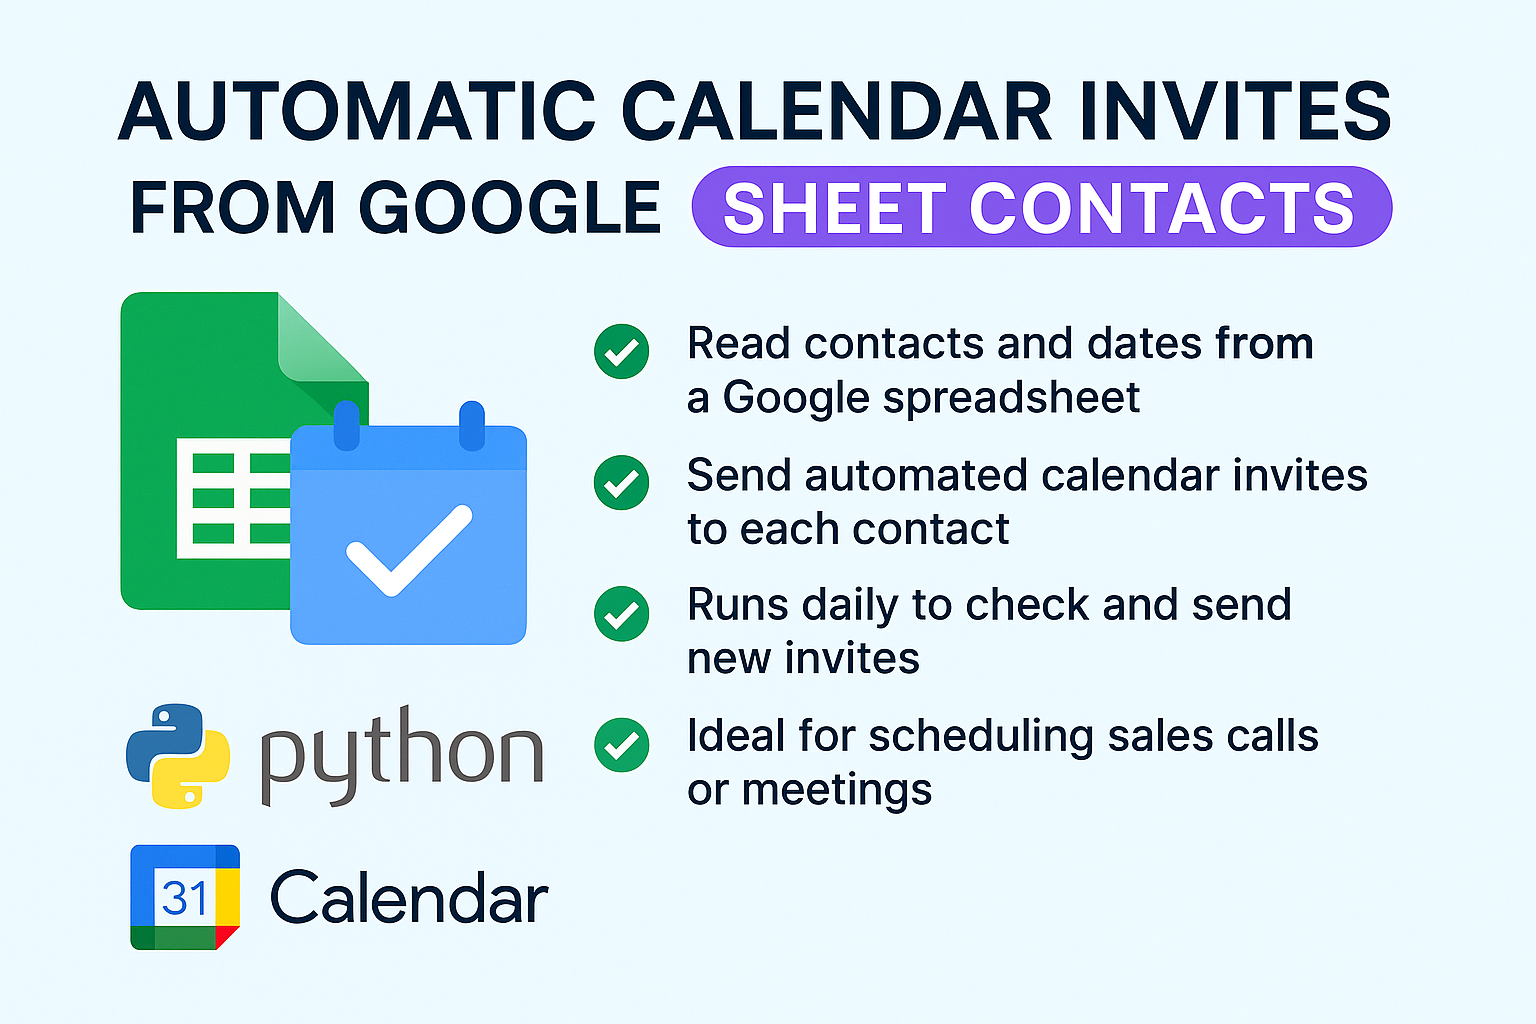 AUTOMATIC CALENDAR INVITES
FROM GOOGLE SHEET CONTACTS
Read contacts and dates from
a Google spreadsheet
Send automated calendar invites
to each contact
Runs daily to check and send
new invites
Ideal for scheduling sales calls
or meetings
python
31 Calendar